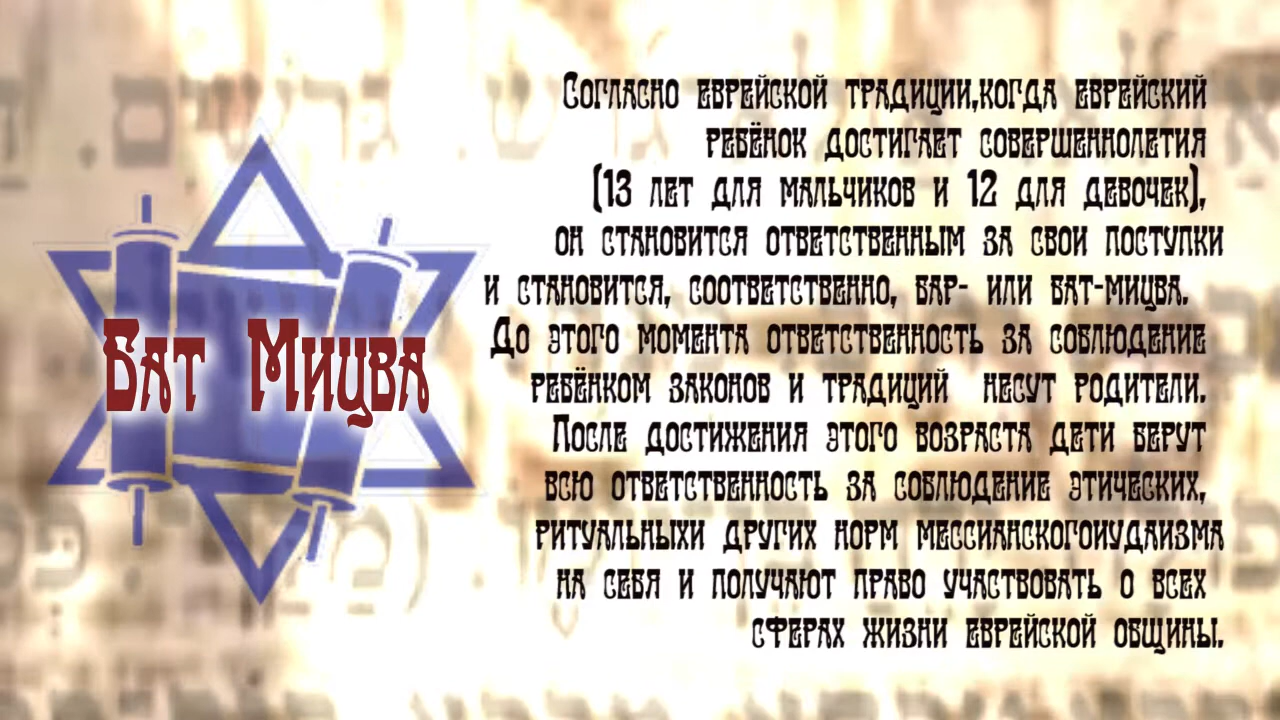 Бат Мицва
Согласно еврейской традиции,когда еврейский
ребёнок достигает совершеннолетия
(13 лет для мальчиков и 12 для девочек),
он становится ответственным за свои поступки
и становится, соответственно, бар- или бат-мицва.
До этого момента ответственность за соблюдение
ребёнком законов и традиций несут родители.
После достижения этого возраста дети берут
всю ответственность за соблюдение этических,
ритуальныхи других норм мессианскогоиудаизма
на себя и получают право участвовать о всех
сферах жизни еврейской общины.